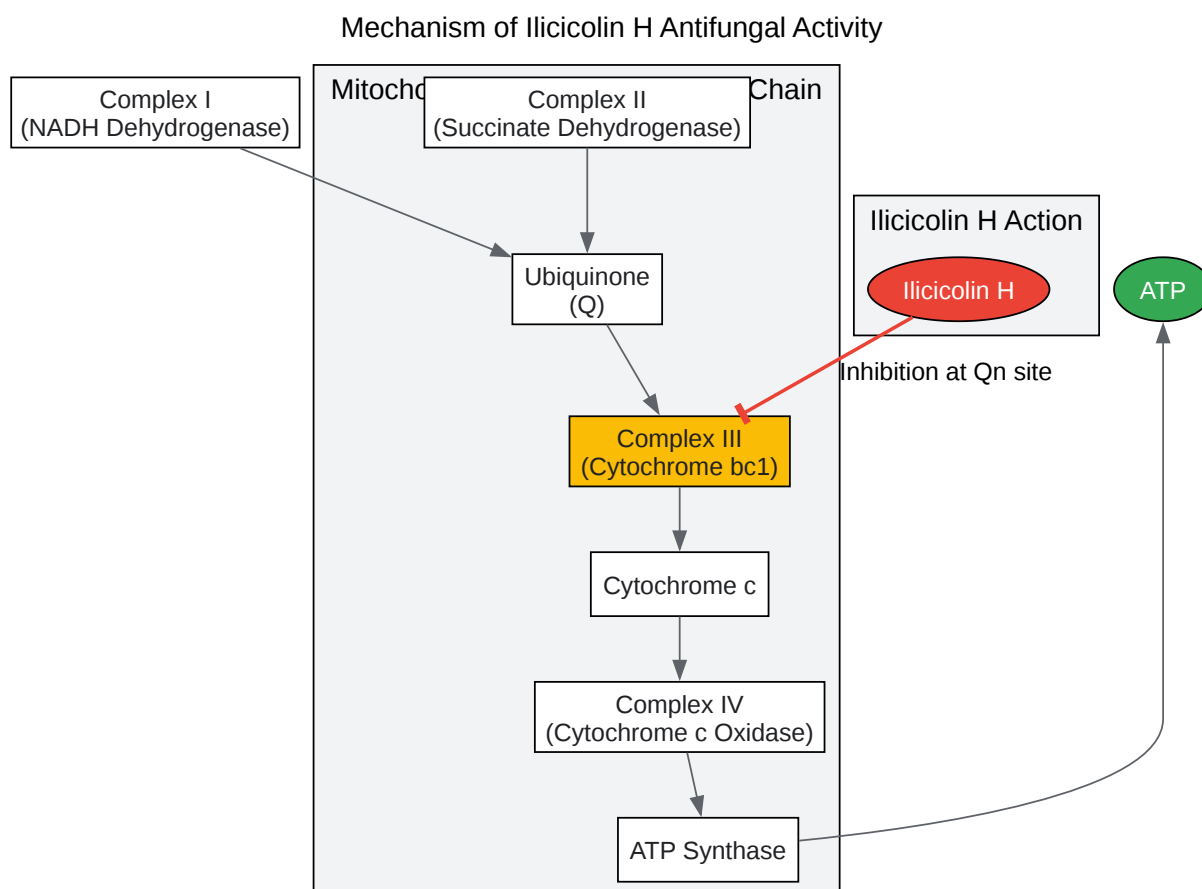 Mechanism of Ilicicolin H Antifungal Activity
Complex I
(NADH Dehydrogenase)
Chain
Complex II
(Succinate Dehydrogenase)
Ilicicolin H Action
Ilicicolin H
ATP
Ubiquinone
(Q)
Inhibition at Qn site
Complex III
(Cytochrome bc1)
Cytochrome c
Complex IV
(Cytochrome c Oxidase)
ATP Synthase